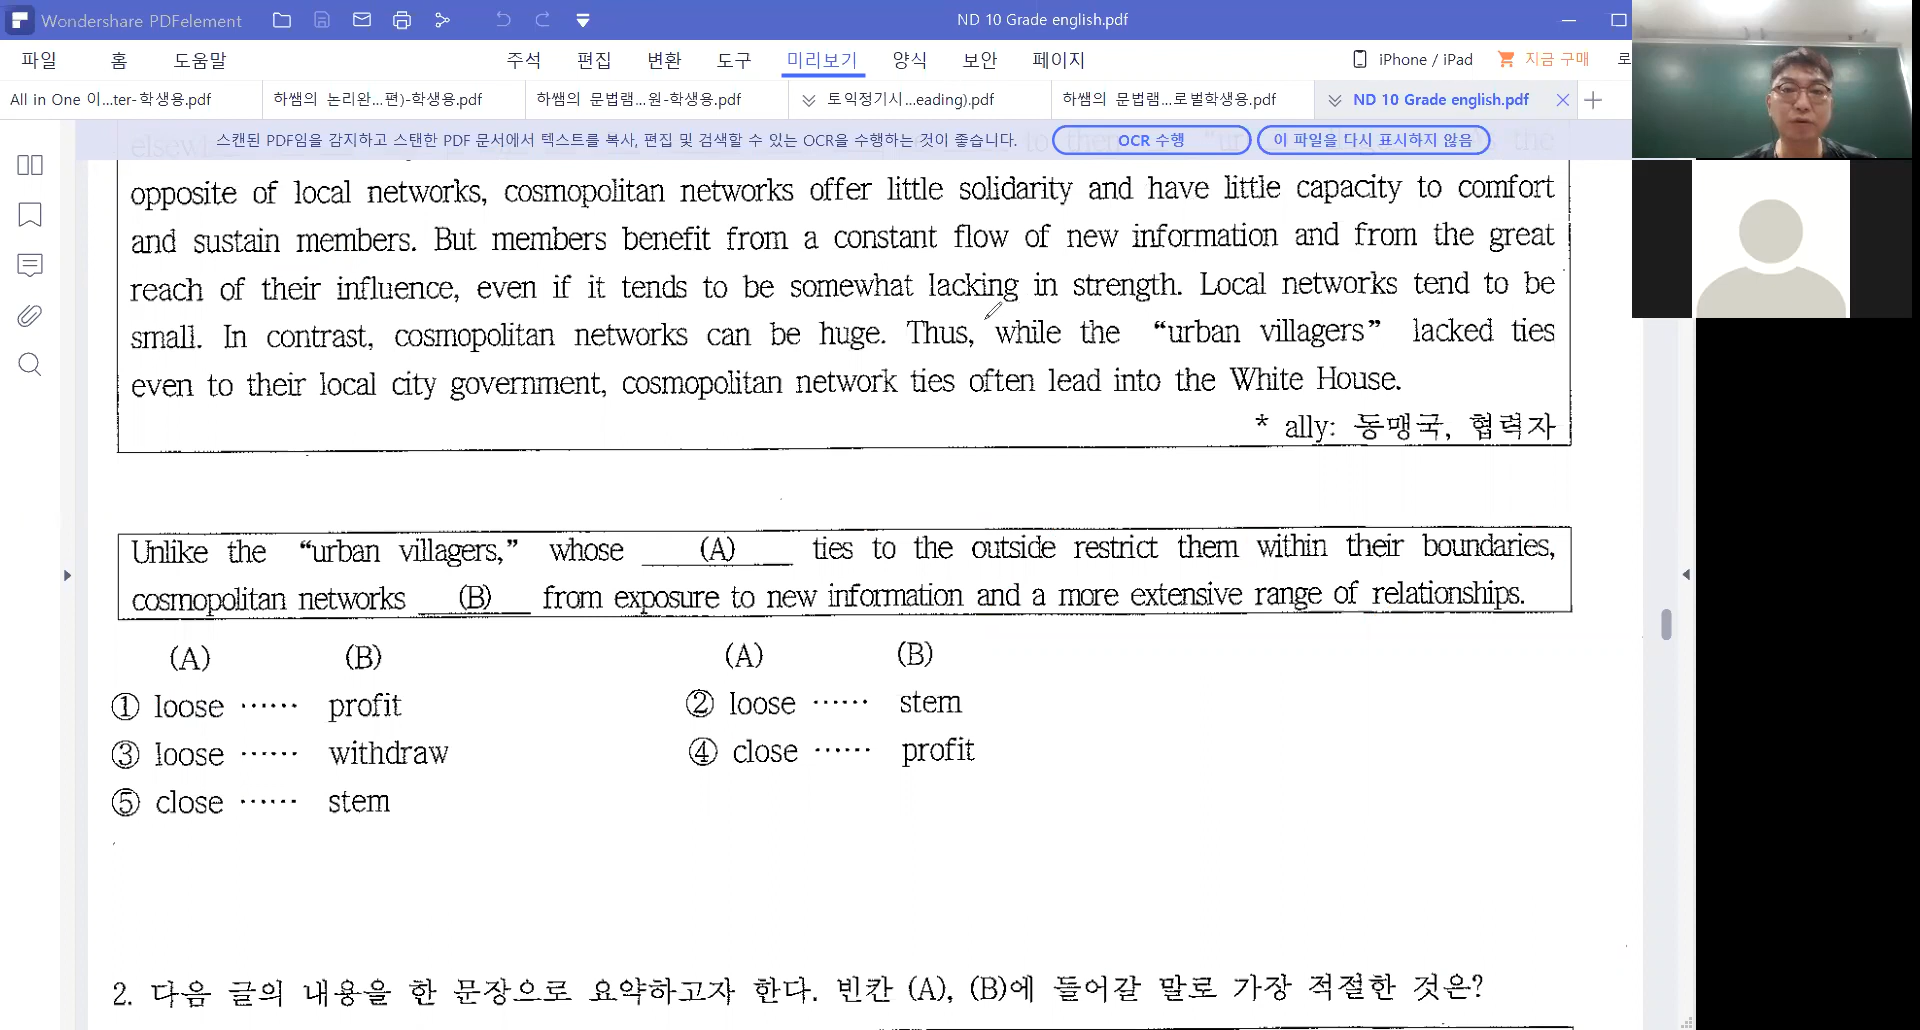 Wondershare PDFelement
ND 10 Grade english.pdf
파일 홈 도움말 주석 편집 변환 도구 미리보기 양식 보안 페이지 iPhone / iPad 지금 구매 로
All in One 이...ter-학생용.pdf
하쌤의 논리완...편)-학생용.pdf
하쌤의 문법램...원-학생용.pdf
토익정기시...eading).pdf
하쌤의 문법램...로벌학생용.pdf
ND 10 Grade english.pdf
스캔된 PDF임을 감지하고 스탠한 PDF 문서에서 텍스트를 복사, 편집 및 검색할 수 있는 OCR을 수행하는 것이 좋습니다. OCR 수행 이 파일을 다시 표시하지 않음
opposite of local networks, cosmopolitan networks offer little solidarity and have little capacity to comfort
and sustain members. But members benefit from a constant flow of new information and from the great
reach of their influence, even if it tends to be somewhat lacking in strength. Local networks tend to be
small. In contrast, cosmopolitan networks can be huge. Thus, while the “urban villagers” lacked ties
even to their local city government, cosmopolitan network ties often lead into the White House.
* ally: 동맹국, 협력자
Unlike the “urban villagers,” whose (A) ties to the outside restrict them within their boundaries,
cosmopolitan networks (B) from exposure to new information and a more extensive range of relationships.
(A) (B) (A) (B)
① loose ⋯⋯ profit ② loose ⋯⋯ stem
③ loose ⋯⋯ withdraw ④ close ⋯⋯ profit
⑤ close ⋯⋯ stem
2. 다음 글의 내용을 한 문장으로 요약하고자 한다. 빈칸 (A), (B)에 들어갈 말로 가장 적절한 것은?